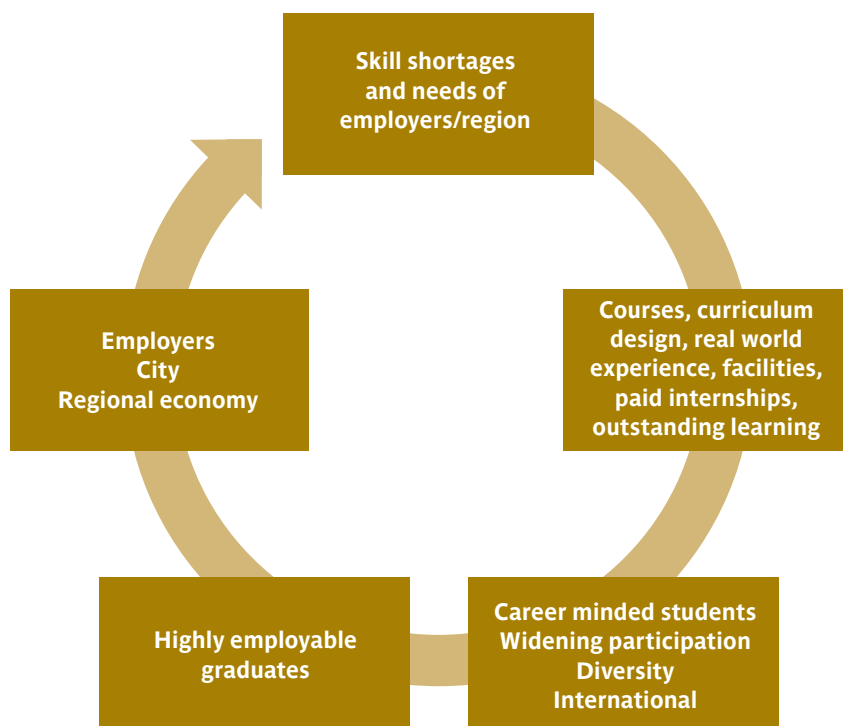 Skill shortages
and needs of
employers/region
Courses, curriculum
design, real world
experience, facilities,
paid internships,
outstanding learning
Career minded students
Widening participation
Diversity
International
Highly employable
graduates
Employers
City
Regional economy